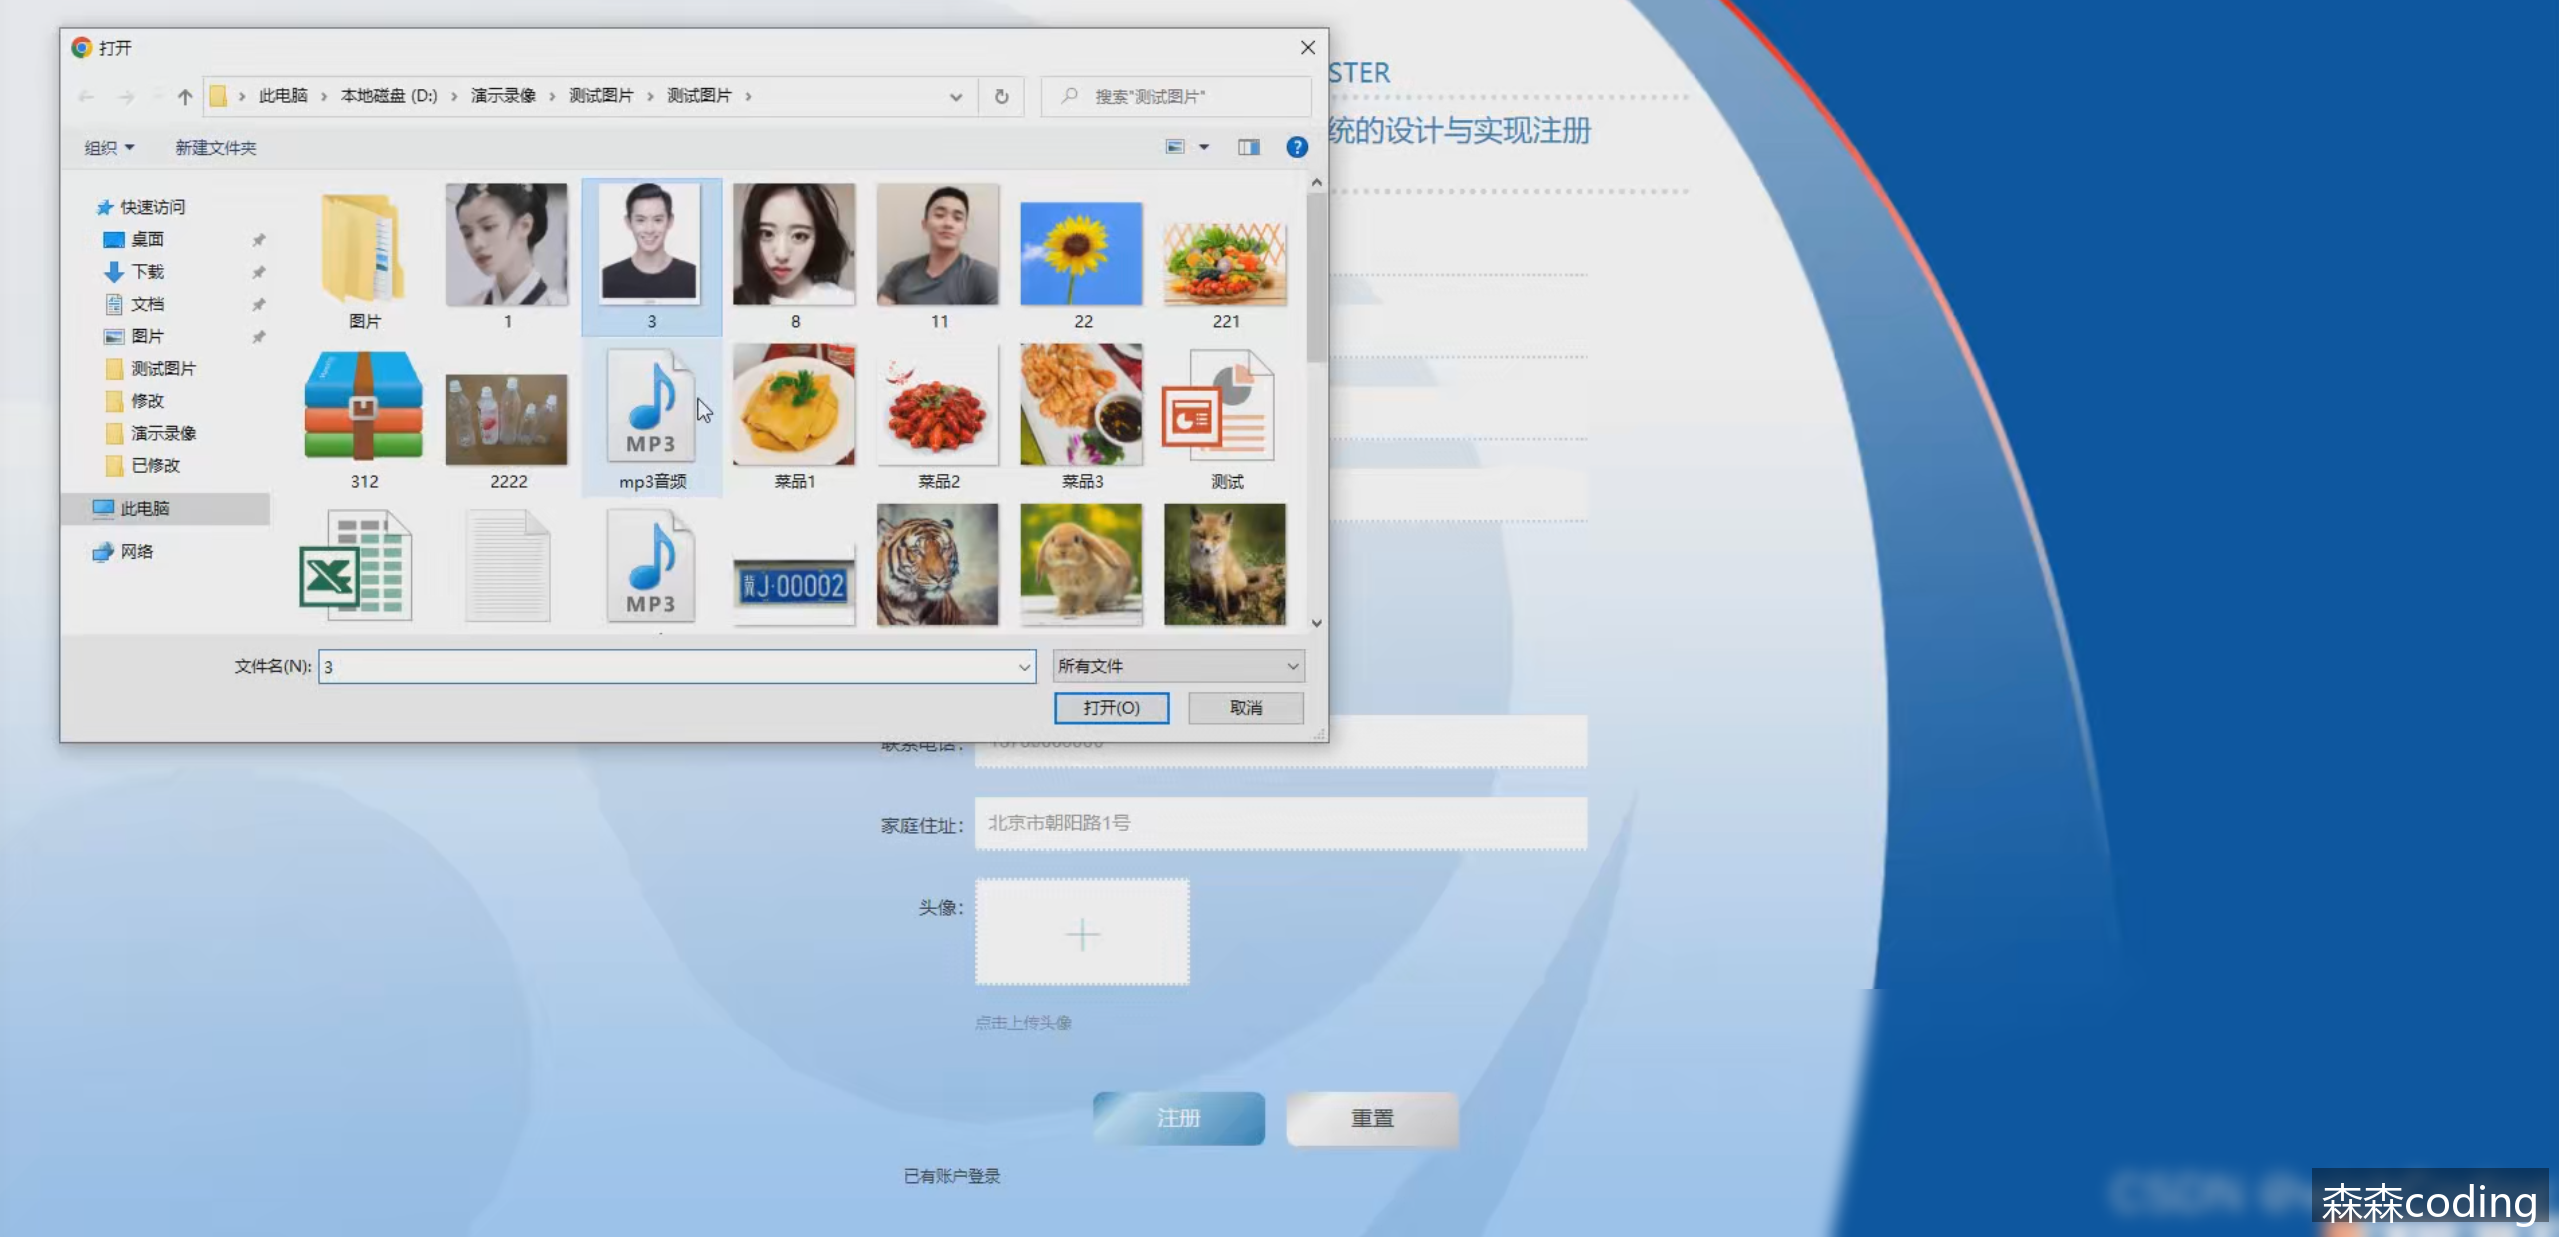 打开
STER
此电脑 › 本地磁盘 (D:) › 演示录像 › 测试图片 › 测试图片 ›
搜索"测试图片"
统的设计与实现注册
组织
新建文件夹
快速访问
桌面
下载
文档
图片
测试图片
修改
演示录像
已修改
此电脑
网络
图片
1
3
8
11
22
221
MP3
312
2222
mp3音频
菜品1
菜品2
菜品3
测试
MP3
冀J·00002
文件名(N):
3
所有文件
打开(O)
取消
联系电话:
家庭住址:
北京市朝阳路1号
头像:
点击上传头像
注册
重置
已有账户登录
森森coding